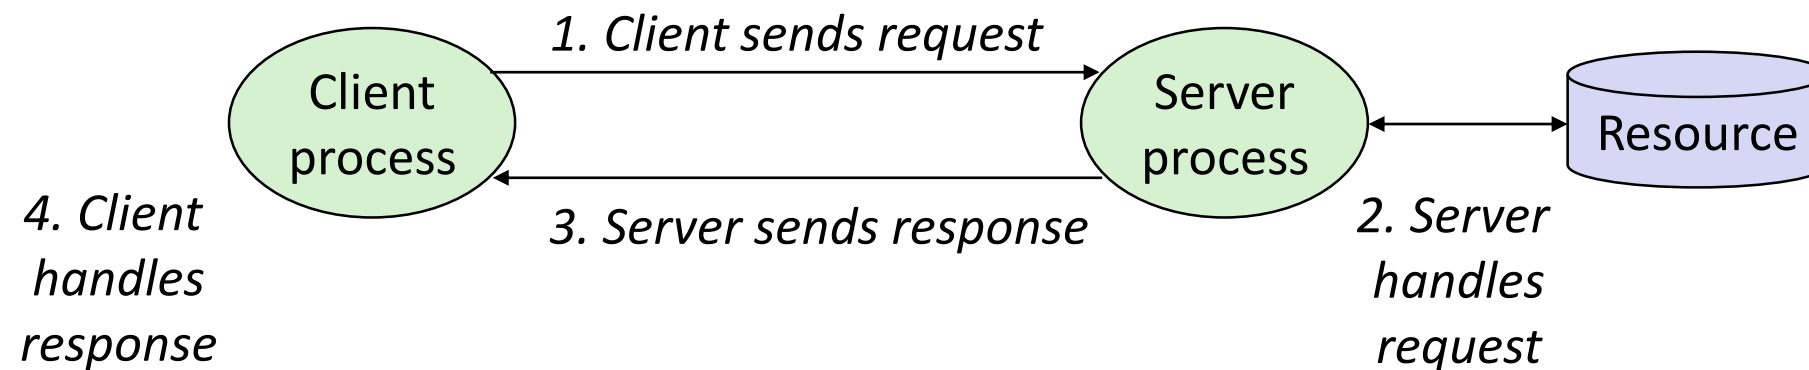 1. Client sends request
Client
process
Server
process
Resource
4. Client
handles
response
3. Server sends response
2. Server
handles
request